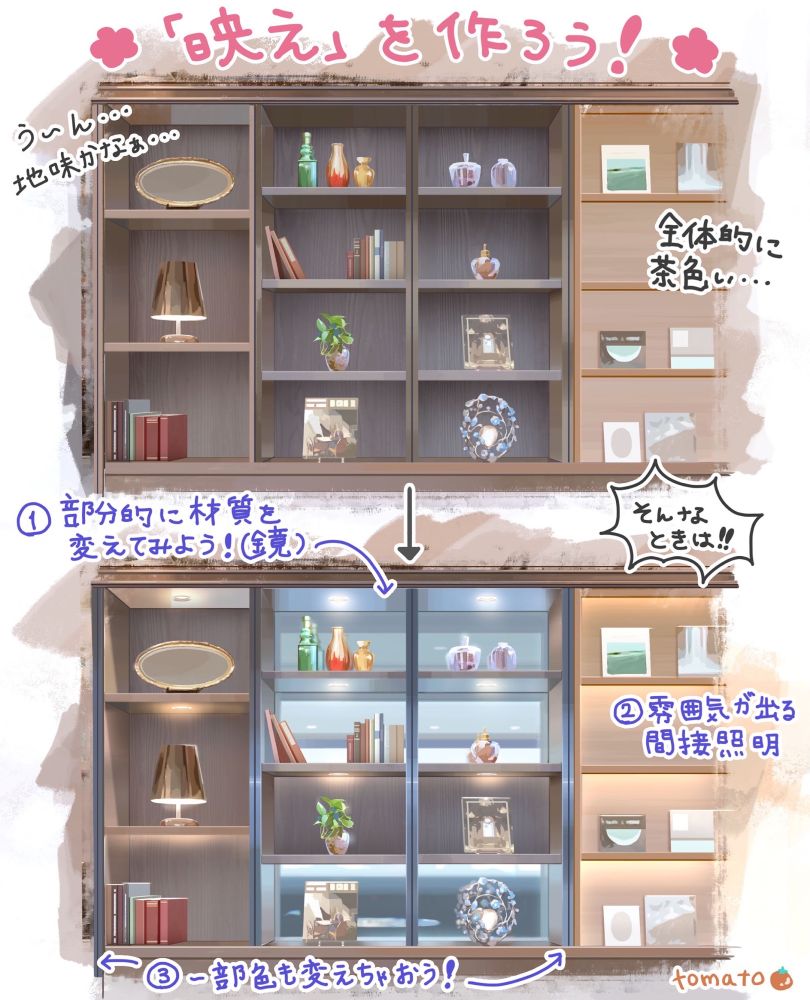 「映え」を作ろう!
う〜ん…
地味かなぁ…
全体的に
茶色い…
① 部分的に材質を
変えてみよう!(鏡)
そんな
ときは!!
② 雰囲気が出る
間接照明
③ 一部色も変えちゃおう!
tomato